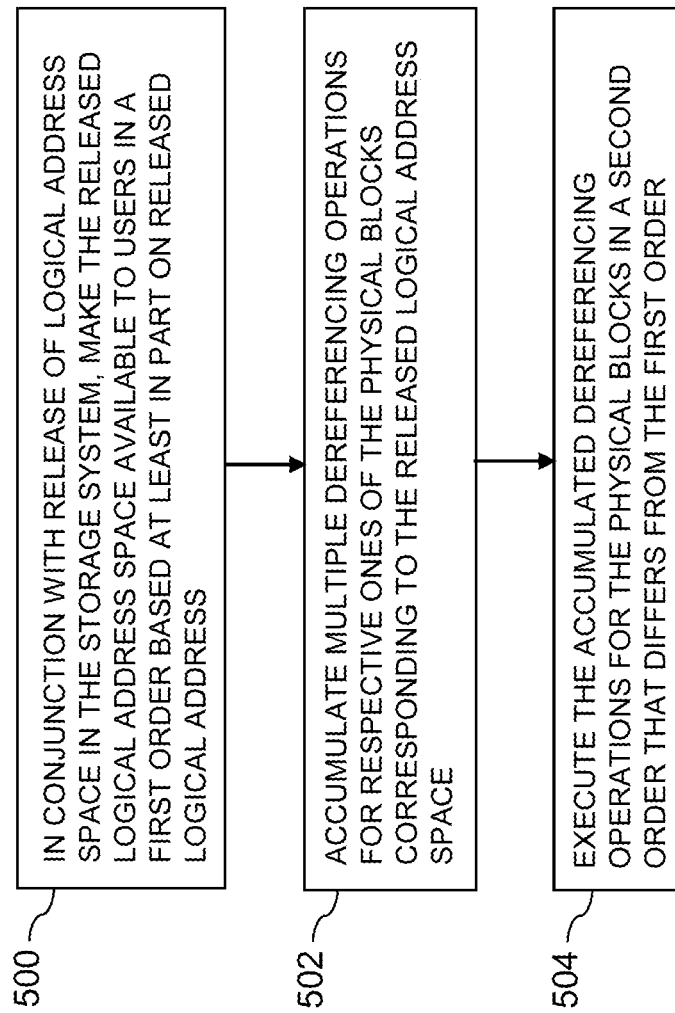 500
IN CONJUNCTION WITH RELEASE OF LOGICAL ADDRESS
SPACE IN THE STORAGE SYSTEM, MAKE THE RELEASED
LOGICAL ADDRESS SPACE AVAILABLE TO USERS IN A
FIRST ORDER BASED AT LEAST IN PART ON RELEASED
LOGICAL ADDRESS
502
ACCUMULATE MULTIPLE DEREFERENCING OPERATIONS
FOR RESPECTIVE ONES OF THE PHYSICAL BLOCKS
CORRESPONDING TO THE RELEASED LOGICAL ADDRESS
SPACE
504
EXECUTE THE ACCUMULATED DEREFERENCING
OPERATIONS FOR THE PHYSICAL BLOCKS IN A SECOND
ORDER THAT DIFFERS FROM THE FIRST ORDER